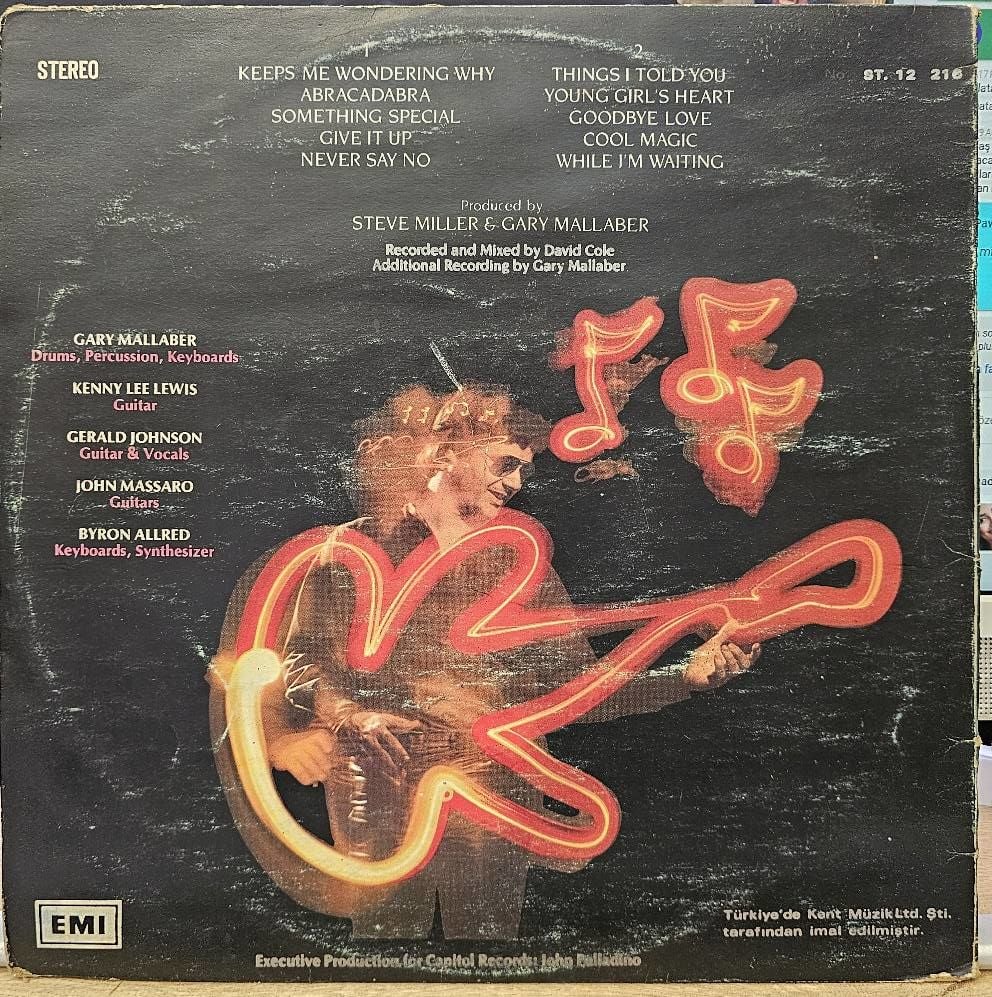 STEREO
1
KEEPS ME WONDERING WHY
ABRACADABRA
SOMETHING SPECIAL
GIVE IT UP
NEVER SAY NO
2
THINGS I TOLD YOU
YOUNG GIRL'S HEART
GOODBYE LOVE
COOL MAGIC
WHILE I'M WAITING
No: ST. 12 216
Produced by
STEVE MILLER & GARY MALLABER
Recorded and Mixed by David Cole
Additional Recording by Gary Mallaber
GARY MALLABER
Drums, Percussion, Keyboards
KENNY LEE LEWIS
Guitar
GERALD JOHNSON
Guitar & Vocals
JOHN MASSARO
Guitars
BYRON ALLRED
Keyboards, Synthesizer
EMI
Türkiye'de Kent Müzik Ltd. Şti.
tarafından imal edilmiştir.
Executive Production for Capitol Records: John Palladino